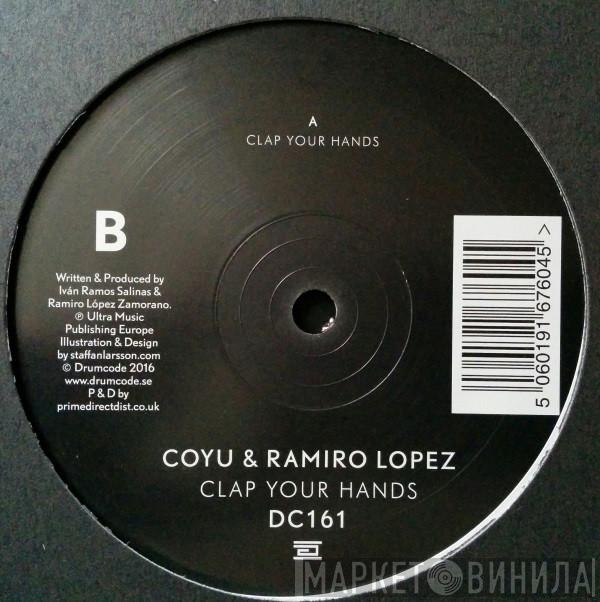 A
CLAP YOUR HANDS
B
Written & Produced by
Iván Ramos Salinas &
Ramiro López Zamorano.
℗ Ultra Music
Publishing Europe
Illustration & Design
by staffanlarsson.com
© Drumcode 2016
www.drumcode.se
P & D by
primedirectdist.co.uk
5 060191 676045 >
COYU & RAMIRO LOPEZ
CLAP YOUR HANDS
DC161
МАРКЕТ ВИНИЛА